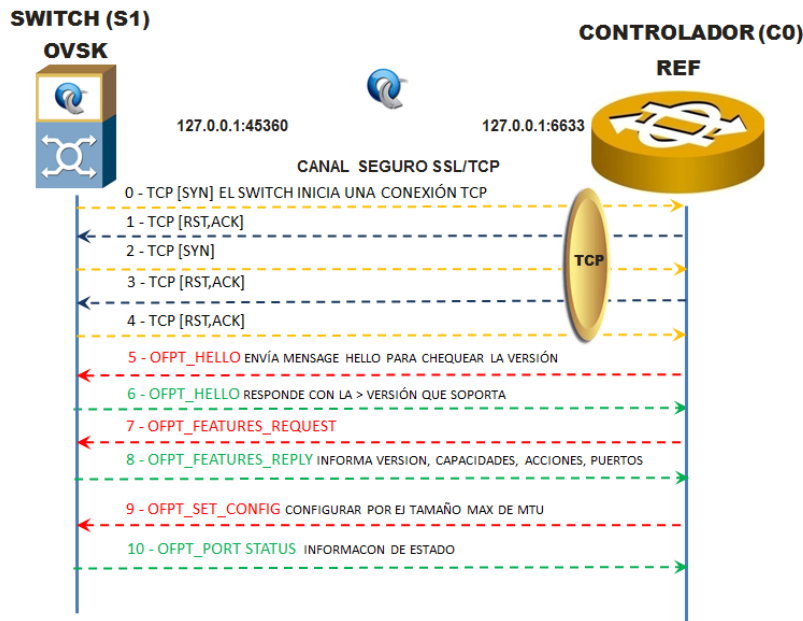 SWITCH (S1)
OVSK
CONTROLADOR (C0)
REF
127.0.0.1:45360
127.0.0.1:6633
CANAL SEGURO SSL/TCP
0 - TCP [SYN] EL SWITCH INICIA UNA CONEXIÓN TCP
1 - TCP [RST,ACK]
2 - TCP [SYN]
TCP
3 - TCP [RST,ACK]
4 - TCP [RST,ACK]
5 - OFPT_HELLO ENVÍA MENSAGE HELLO PARA CHEQUEAR LA VERSIÓN
6 - OFPT_HELLO RESPONDE CON LA > VERSIÓN QUE SOPORTA
7 - OFPT_FEATURES_REQUEST
8 - OFPT_FEATURES_REPLY INFORMA VERSION, CAPACIDADES, ACCIONES, PUERTOS
9 - OFPT_SET_CONFIG CONFIGURAR POR EJ TAMAÑO MAX DE MTU
10 - OFPT_PORT STATUS INFORMACON DE ESTADO